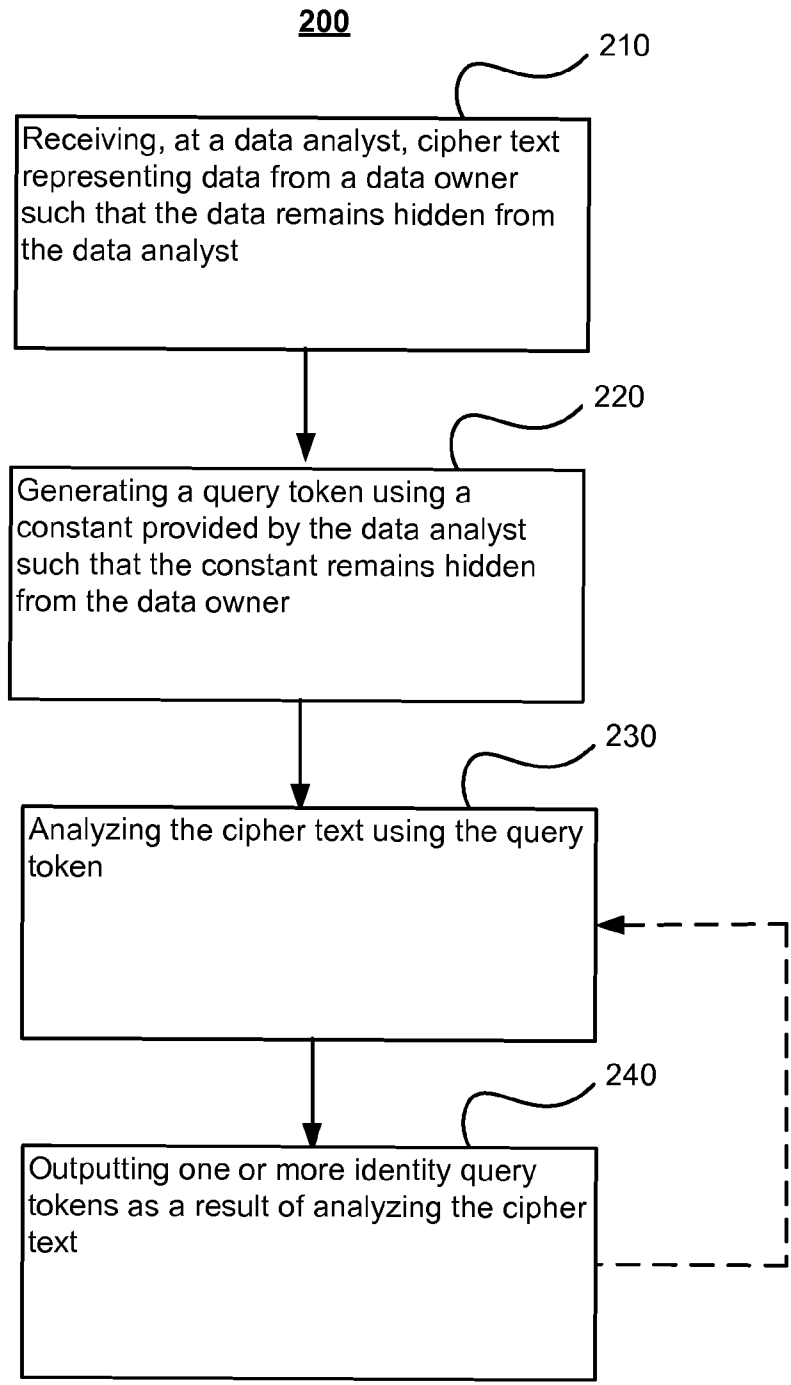 200
210
Receiving, at a data analyst, cipher text
representing data from a data owner
such that the data remains hidden from
the data analyst
220
Generating a query token using a
constant provided by the data analyst
such that the constant remains hidden
from the data owner
230
Analyzing the cipher text using the query
token
240
Outputting one or more identity query
tokens as a result of analyzing the cipher
text